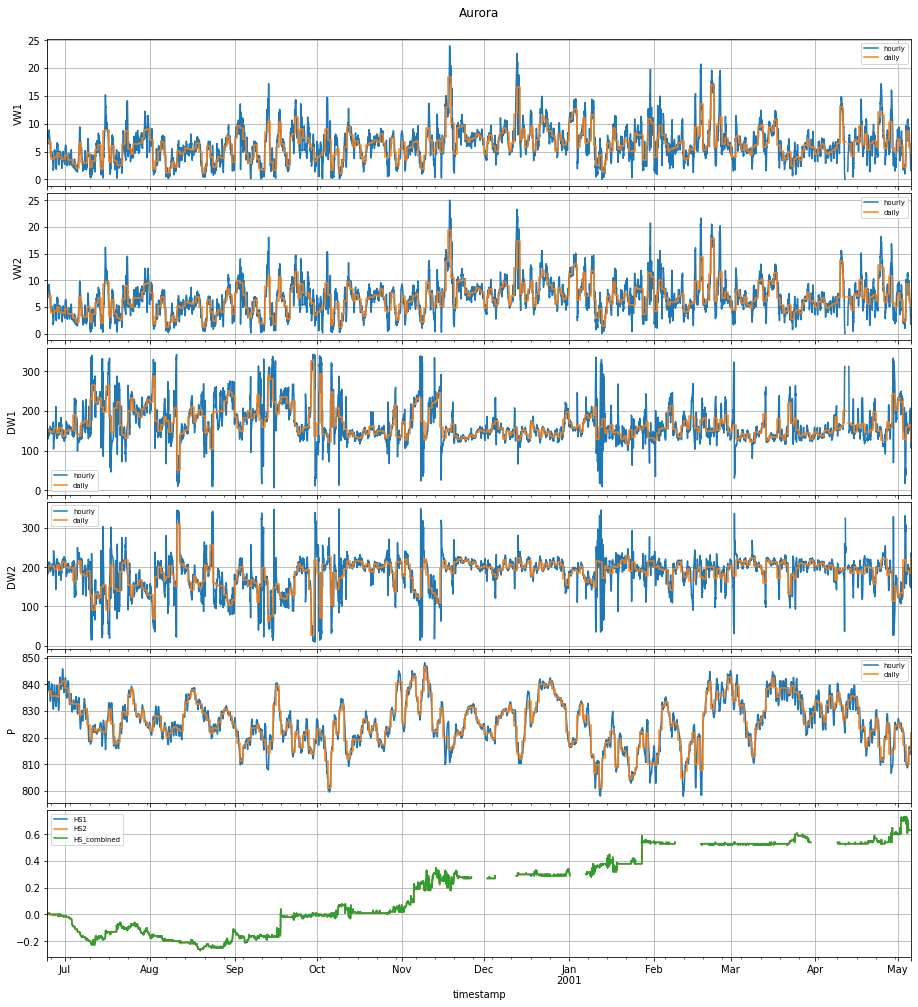 Aurora
25
20
15
10
5
0
VW1
hourly
daily
25
20
15
10
5
0
VW2
hourly
daily
300
200
100
0
DW1
hourly
daily
300
200
100
0
DW2
hourly
daily
850
840
830
820
810
800
P
hourly
daily
0.6
0.4
0.2
0.0
−0.2
HS1
HS2
HS_combined
Jul Aug Sep Oct Nov Dec Jan Feb Mar Apr May
2001
timestamp